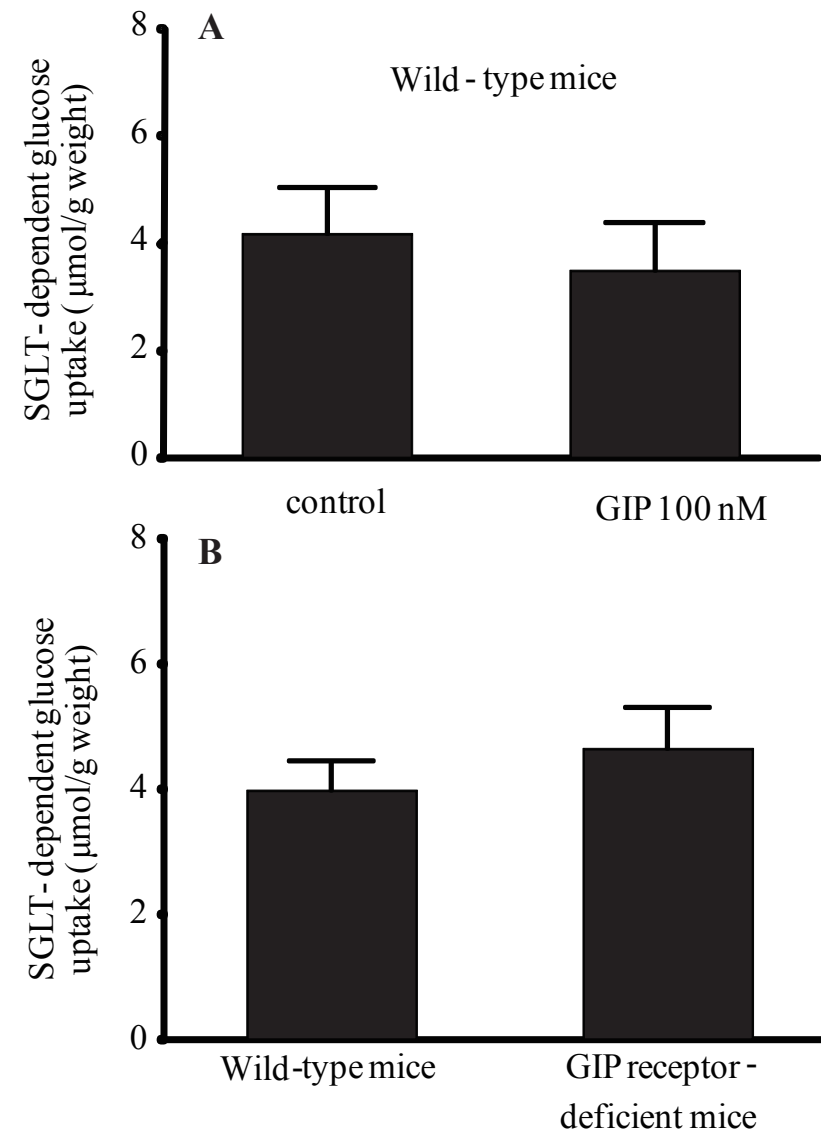 A
Wild - type mice
SGLT - dependent glucose
uptake ( µmol/g weight)
8
6
4
2
0
control
GIP 100 nM
B
SGLT - dependent glucose
uptake ( µmol/g weight)
8
6
4
2
0
Wild -type mice
GIP receptor -
deficient mice